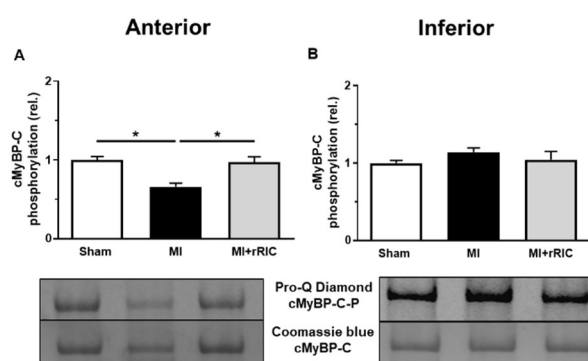 Anterior
Inferior
A
B
cMyBP-C
phosphorylation (rel.)
2
1
0
*
*
Sham
MI
MI+rRIC
cMyBP-C
phosphorylation (rel.)
2
1
0
Sham
MI
MI+rRIC
Pro-Q Diamond
cMyBP-C-P
Coomassie blue
cMyBP-C